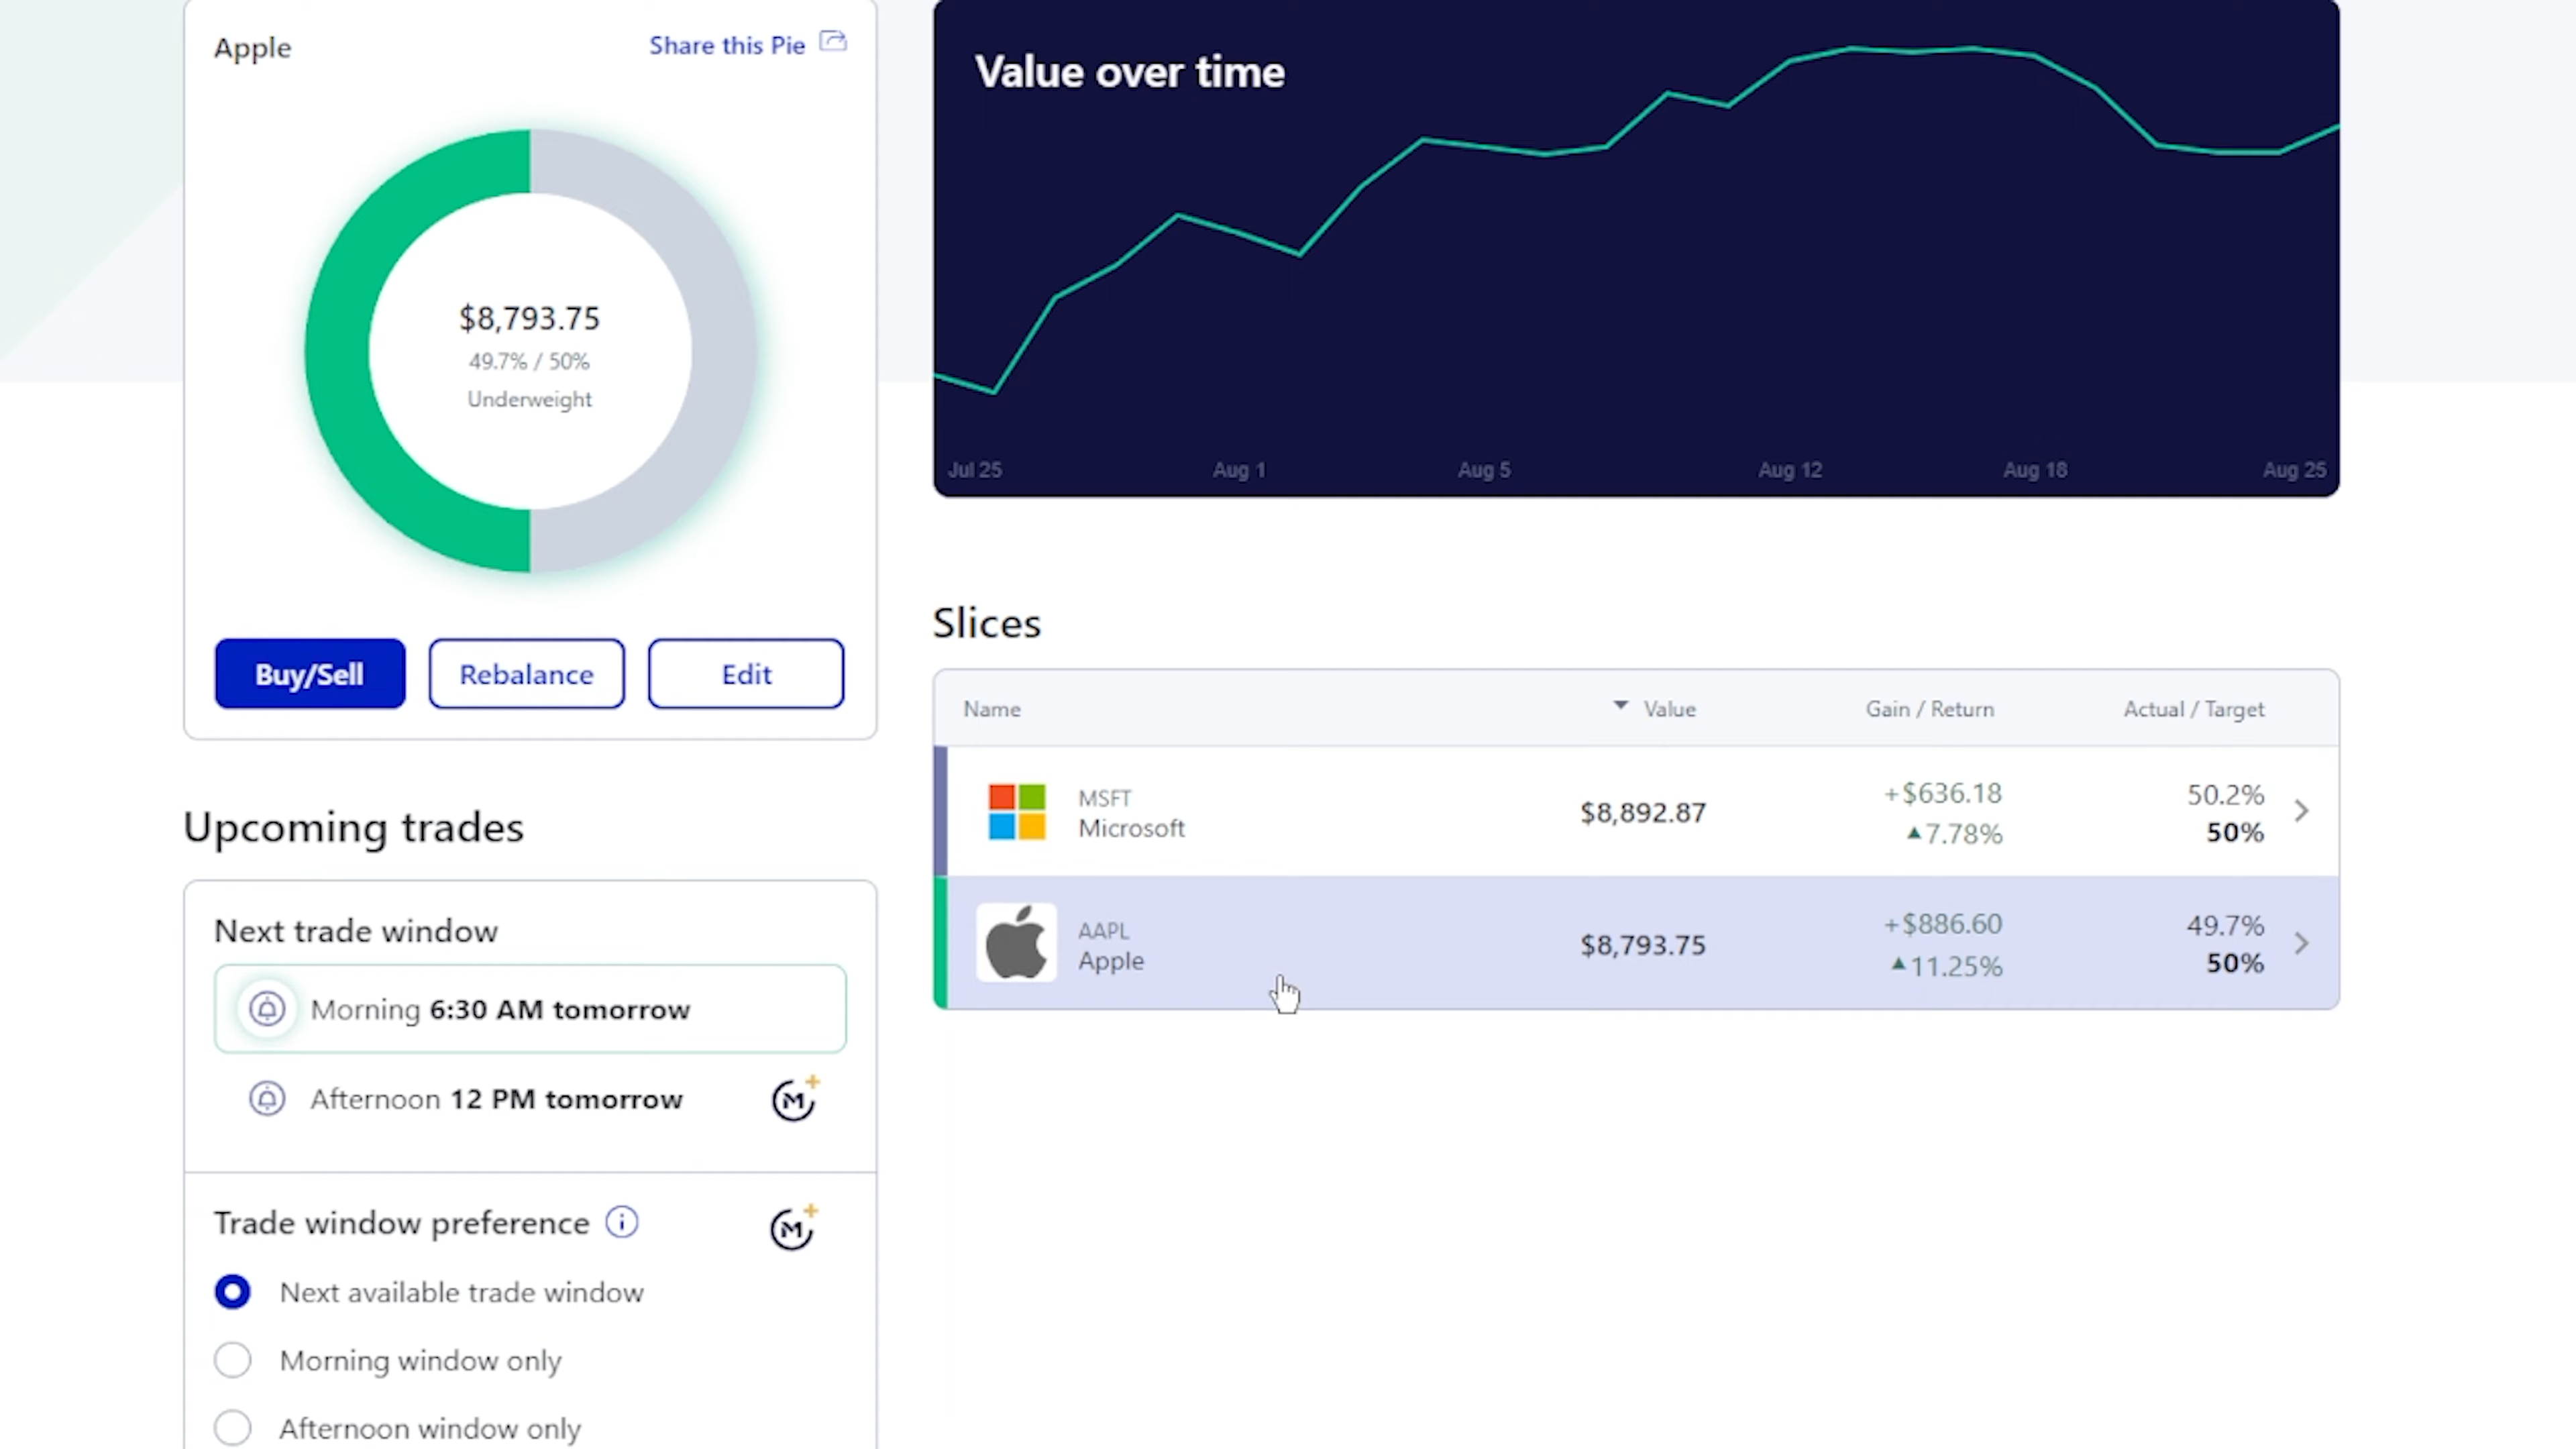 Apple
Share this Pie
$8,793.75
49.7% / 50%
Underweight
Buy/Sell
Rebalance
Edit
Value over time
Jul 25
Aug 1
Aug 5
Aug 12
Aug 18
Aug 25
Slices
Name
Value
Gain / Return
Actual / Target
MSFT
Microsoft
$8,892.87
+$636.18
▲7.78%
50.2%
50%
AAPL
Apple
$8,793.75
+$886.60
▲11.25%
49.7%
50%
Upcoming trades
Next trade window
Morning 6:30 AM tomorrow
Afternoon 12 PM tomorrow
Trade window preference
Next available trade window
Morning window only
Afternoon window only